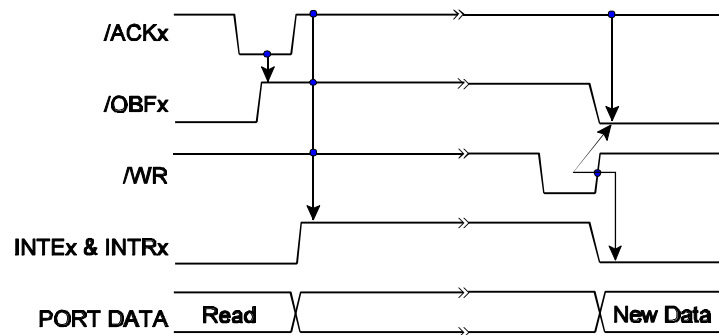 /ACKx
/OBFx
/WR
INTEx & INTRx
PORT DATA Read New Data